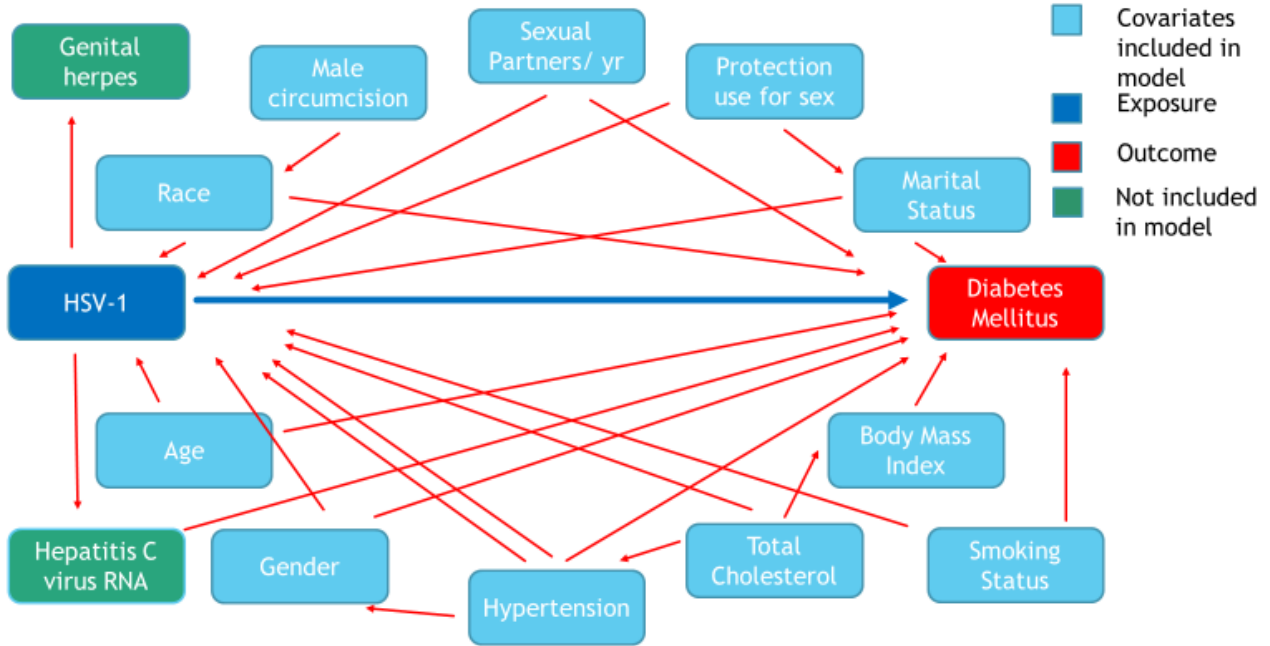 Genital
herpes
Male
circumcision
Sexual
Partners/ yr
Protection
use for sex
Covariates
included in
model
Exposure
Outcome
Not included
in model
Race
Marital
Status
HSV-1
Diabetes
Mellitus
Age
Body Mass
Index
Hepatitis C
virus RNA
Gender
Hypertension
Total
Cholesterol
Smoking
Status